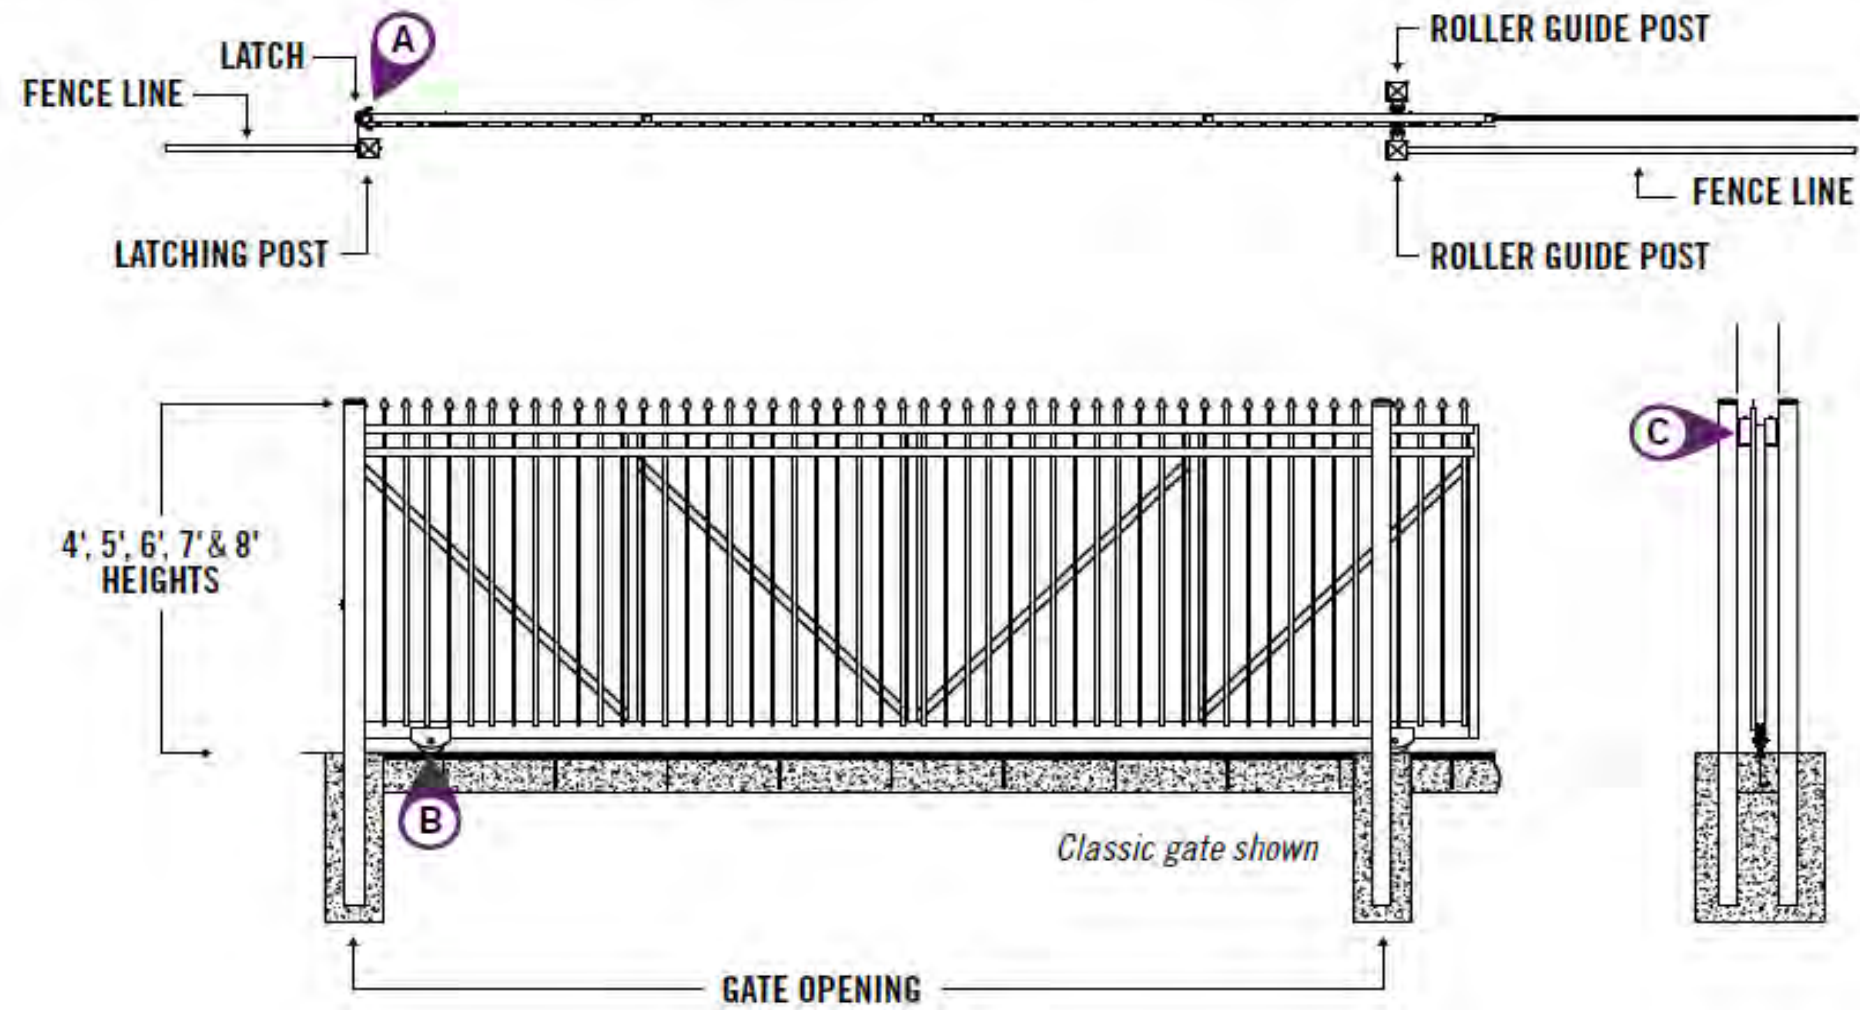 ROLLER GUIDE POST
A
LATCH
FENCE LINE
FENCE LINE
LATCHING POST
ROLLER GUIDE POST
C
4', 5', 6', 7' & 8'
HEIGHTS
B
Classic gate shown
GATE OPENING